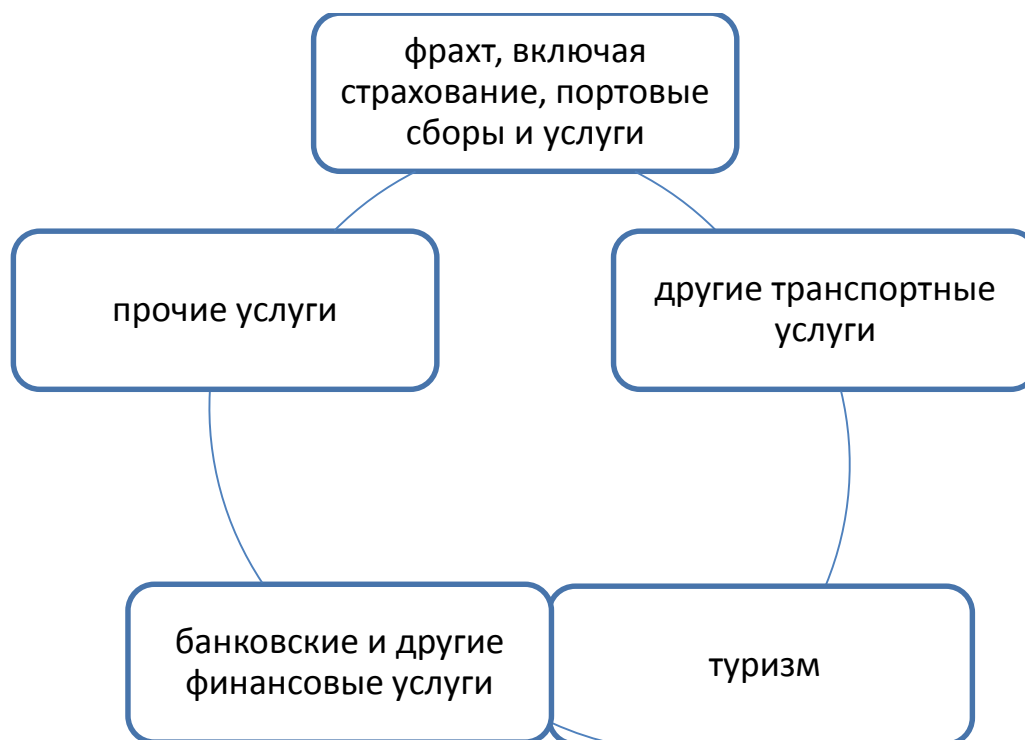 фрахт, включая
страхование, портовые
сборы и услуги
другие транспортные
услуги
туризм
банковские и другие
финансовые услуги
прочие услуги